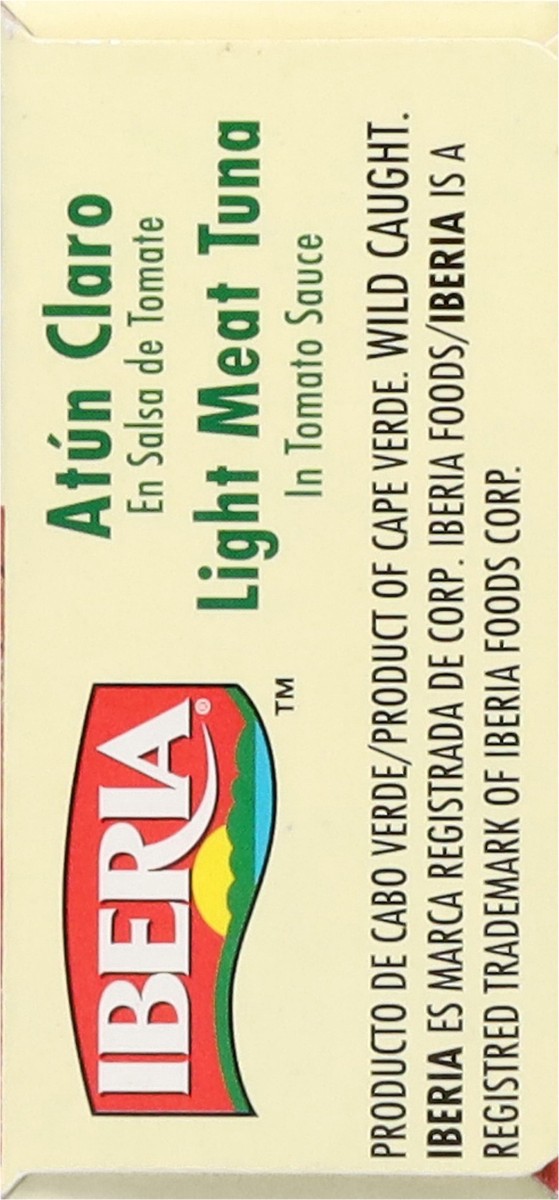 IBERIA®
TM
Atún Claro
En Salsa de Tomate
Light Meat Tuna
In Tomato Sauce
PRODUCTO DE CABO VERDE/PRODUCT OF CAPE VERDE. WILD CAUGHT.
IBERIA ES MARCA REGISTRADA DE CORP. IBERIA FOODS/IBERIA IS A
REGISTRED TRADEMARK OF IBERIA FOODS CORP.